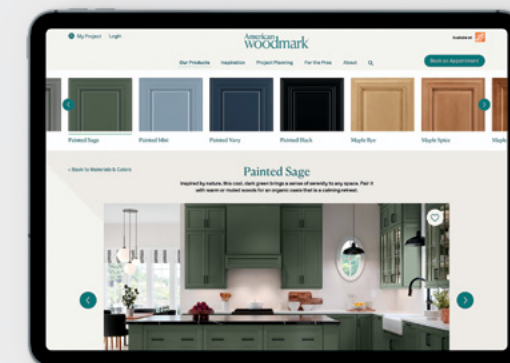 My Project Login
American
woodmark
Available at
Our Products Inspiration Project Planning For the Pros About
Book an Appointment
Painted Sage Painted Mist Painted Navy Painted Black Maple Rye Maple Spice Maple
< Back to Materials & Colors
Painted Sage
Inspired by nature, this cool, dark green brings a sense of serenity to any space. Pair it
with warm or muted woods for an organic oasis that is a calming retreat.